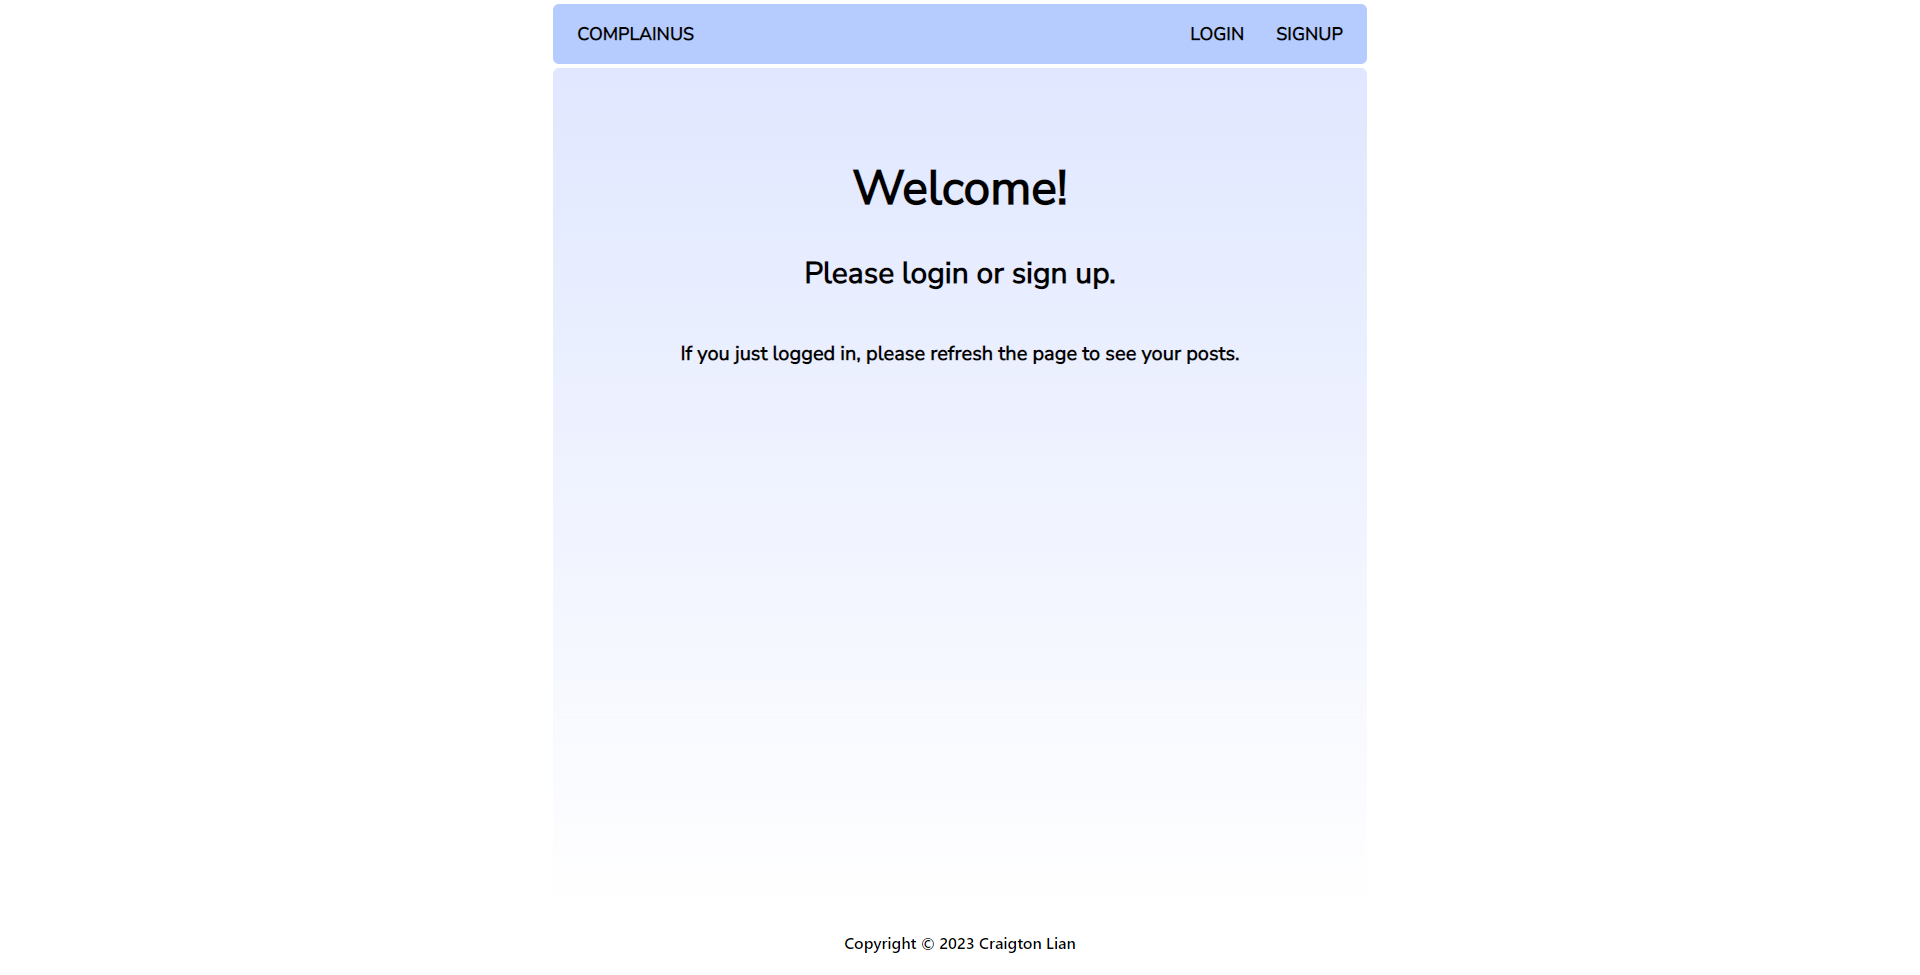 COMPLAINUS LOGIN SIGNUP
Welcome!
Please login or sign up.
If you just logged in, please refresh the page to see your posts.
Copyright © 2023 Craigton Lian